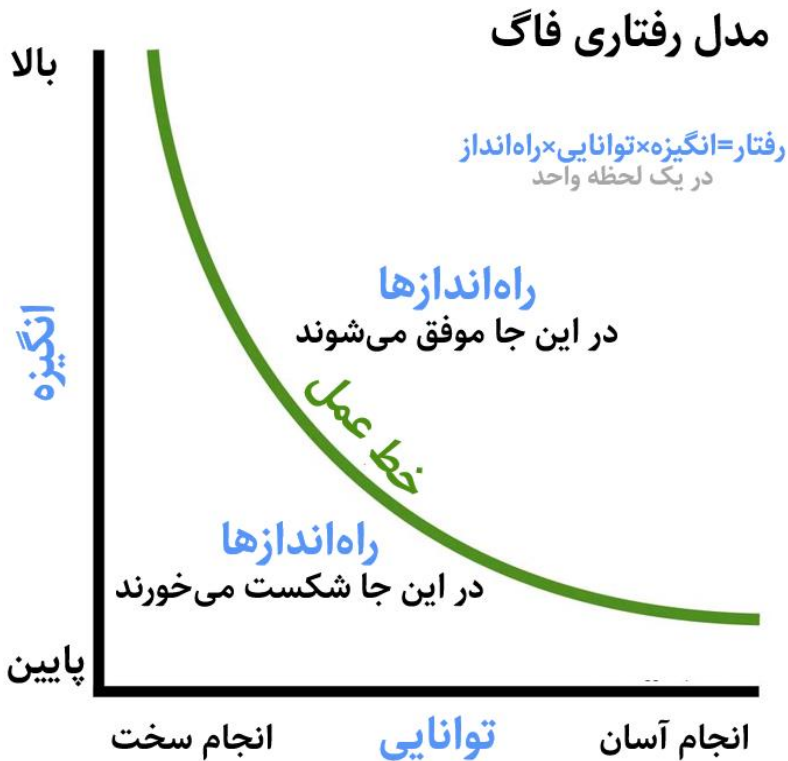 مدل رفتاری فاگ
بالا
رفتار=انگیزه×توانایی×راه‌انداز
در یک لحظه واحد
راه‌اندازها
در این جا موفق می‌شوند
انگیزه
خط عمل
راه‌اندازها
در این جا شکست می‌خورند
پایین
انجام آسان
توانایی
انجام سخت